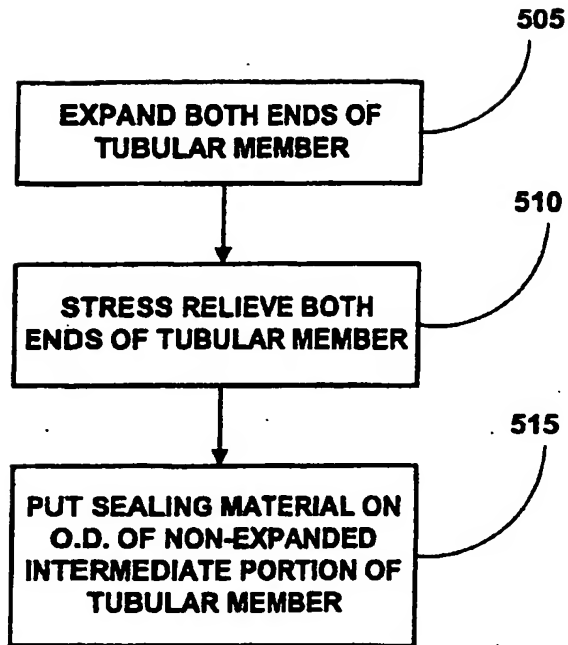 505
EXPAND BOTH ENDS OF
TUBULAR MEMBER
510
STRESS RELIEVE BOTH
ENDS OF TUBULAR MEMBER
515
PUT SEALING MATERIAL ON
O.D. OF NON-EXPANDED
INTERMEDIATE PORTION OF
TUBULAR MEMBER